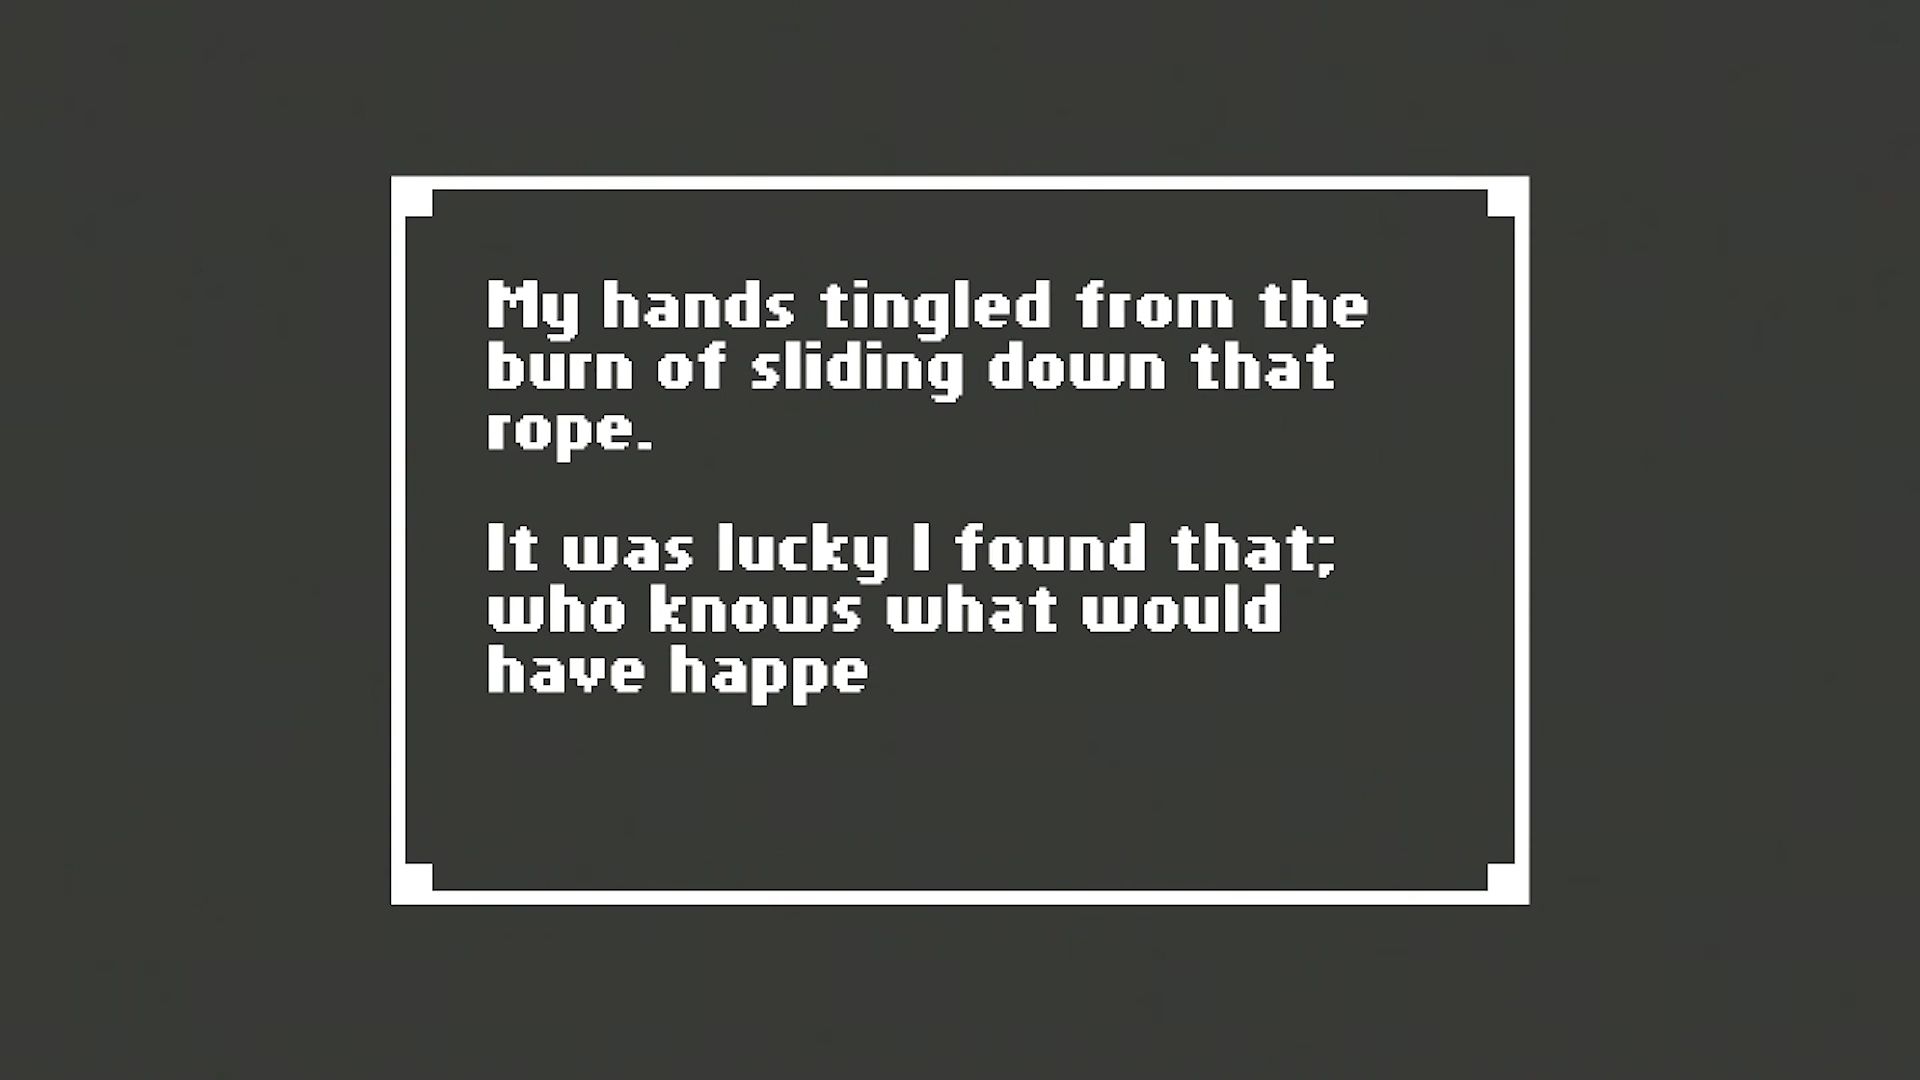 My hands tingled from the
burn of sliding down that
rope.
It was lucky I found that;
who knows what would
have happe